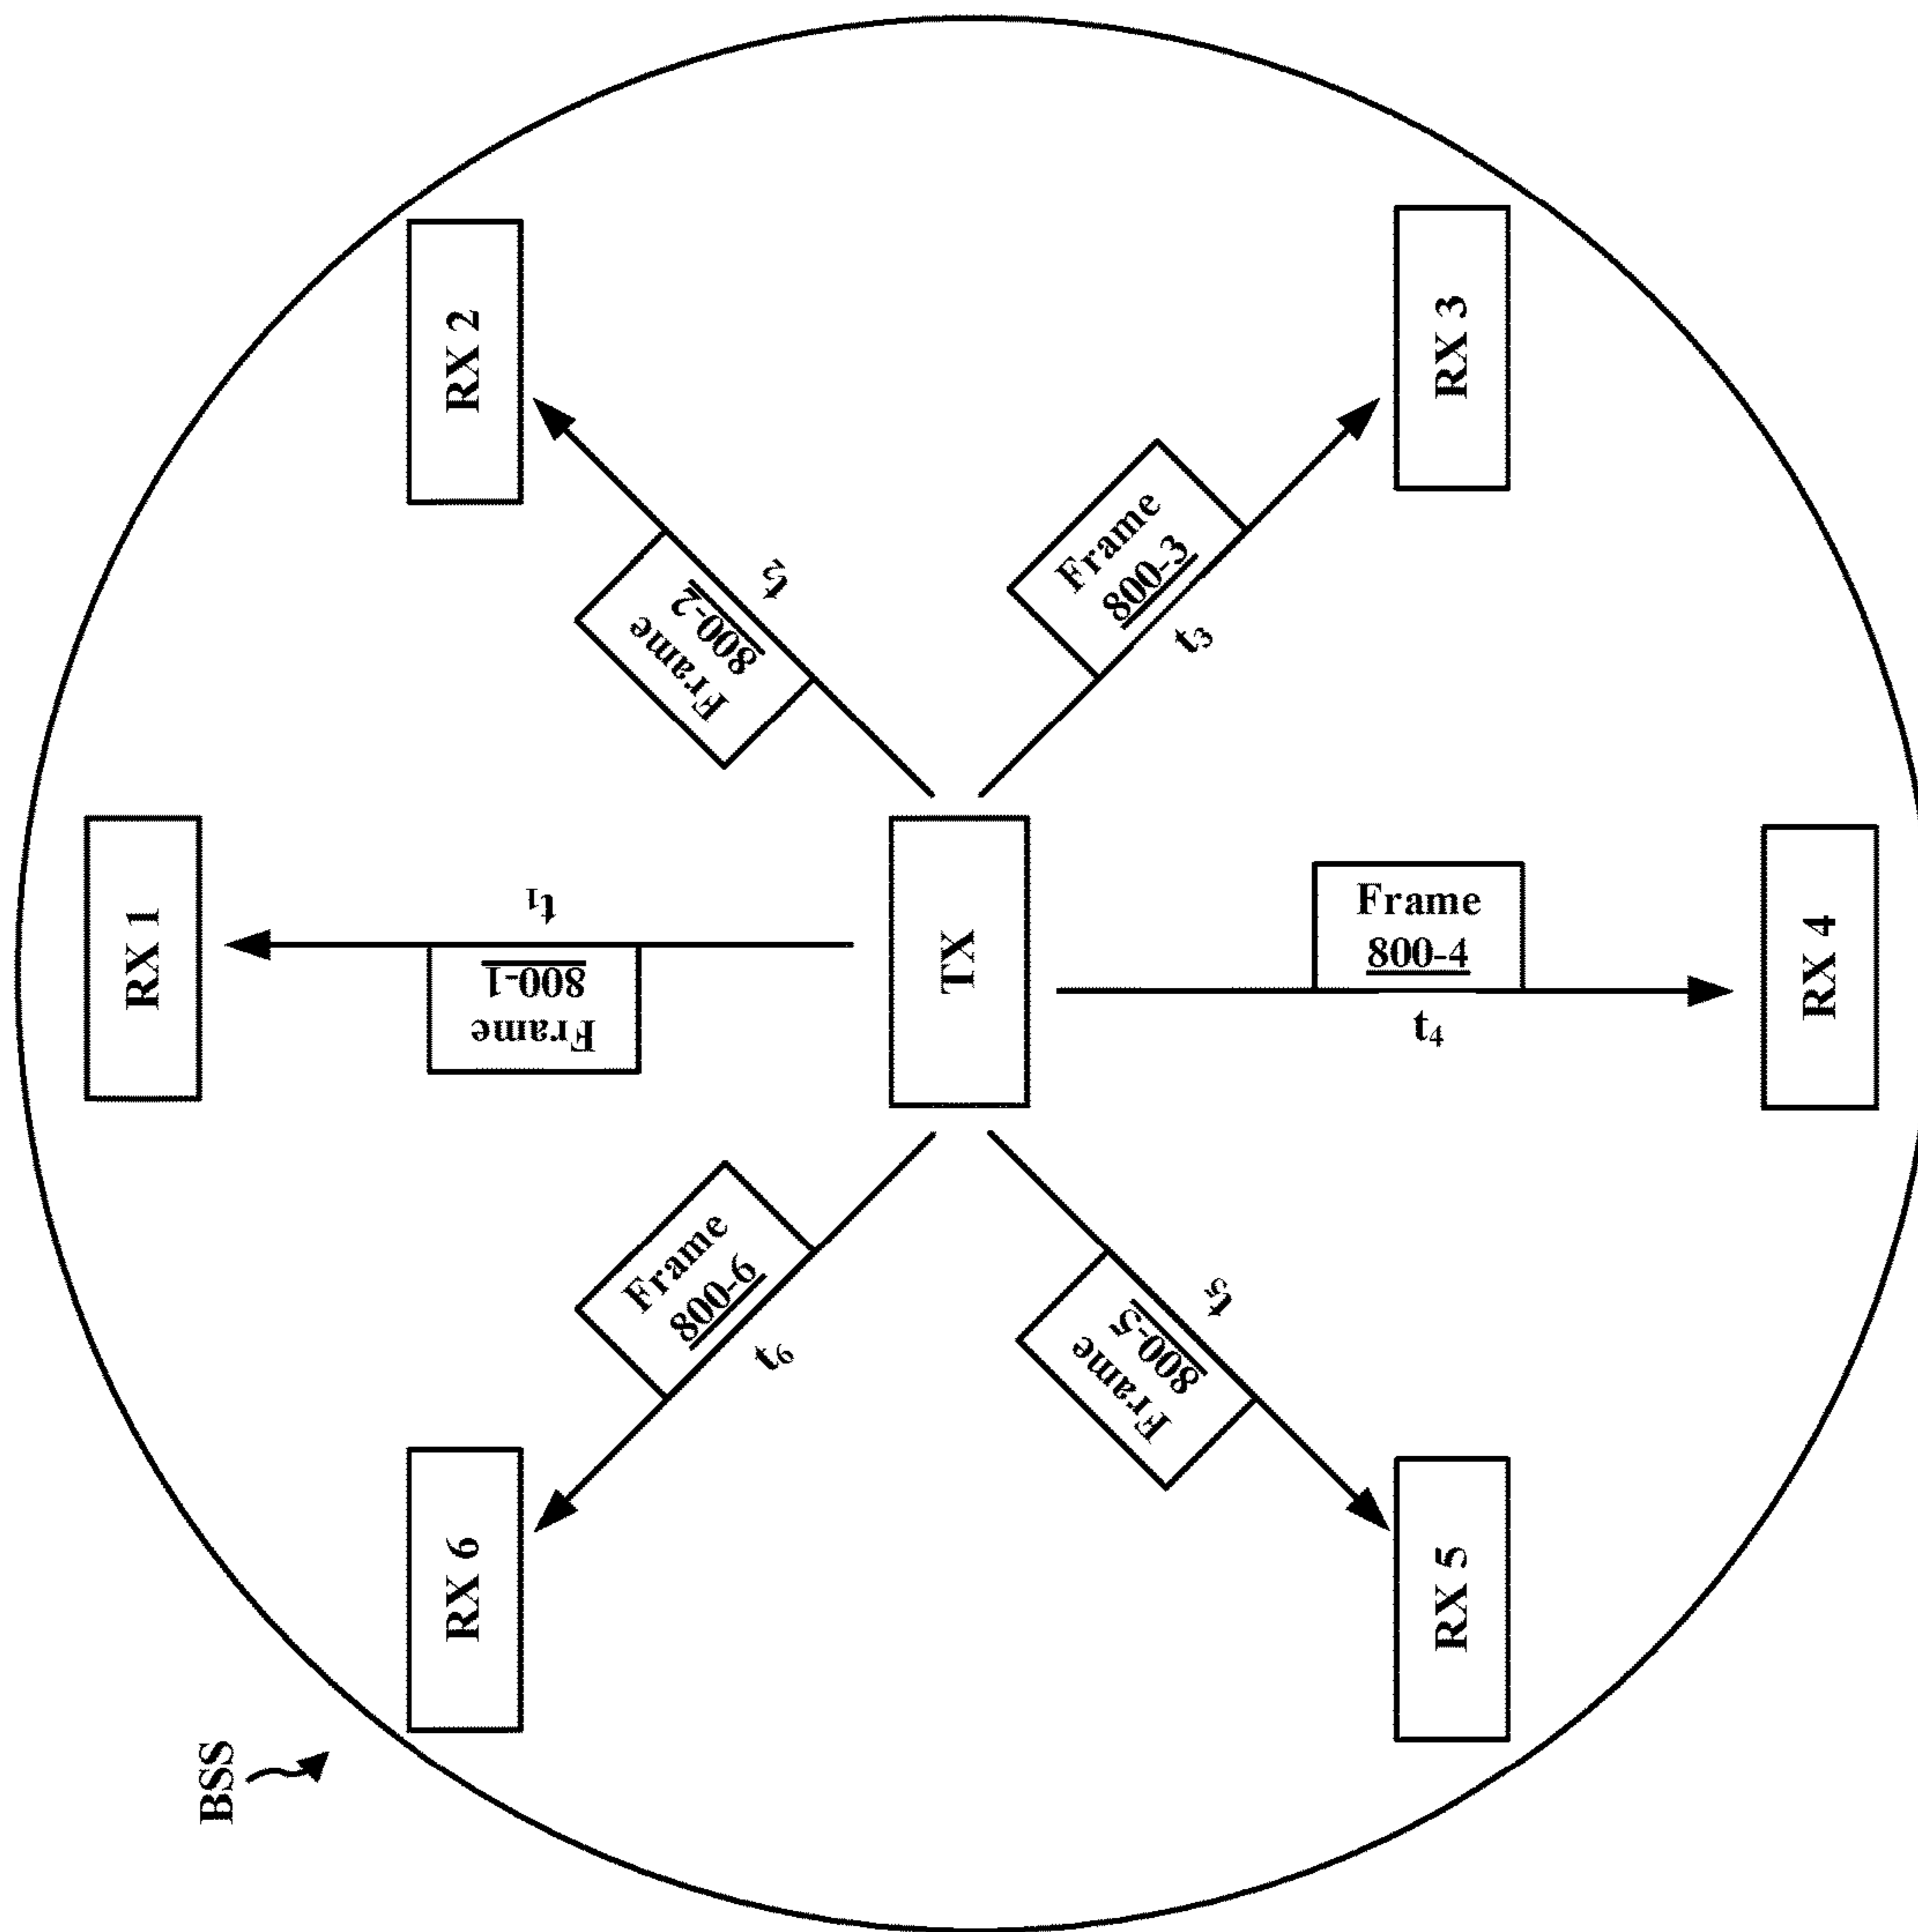 BSS
RX 1
t1
Frame
800-1
RX 2
t2
Frame
800-2
RX 3
t3
Frame
800-3
RX 4
t4
Frame
800-4
RX 5
t5
Frame
800-5
RX 6
t6
Frame
800-6
TX